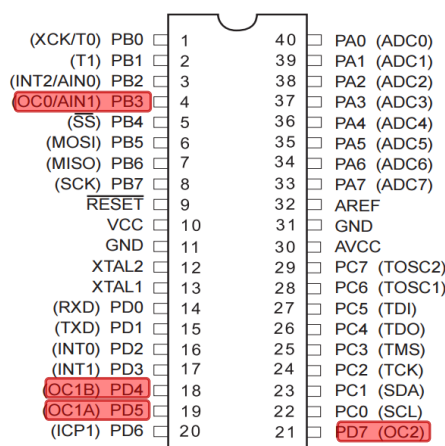 (XCK/T0) PB0 1 40 PA0 (ADC0)
(T1) PB1 2 39 PA1 (ADC1)
(INT2/AIN0) PB2 3 38 PA2 (ADC2)
(OC0/AIN1) PB3 4 37 PA3 (ADC3)
(SS) PB4 5 36 PA4 (ADC4)
(MOSI) PB5 6 35 PA5 (ADC5)
(MISO) PB6 7 34 PA6 (ADC6)
(SCK) PB7 8 33 PA7 (ADC7)
RESET 9 32 AREF
VCC 10 31 GND
GND 11 30 AVCC
XTAL2 12 29 PC7 (TOSC2)
XTAL1 13 28 PC6 (TOSC1)
(RXD) PD0 14 27 PC5 (TDI)
(TXD) PD1 15 26 PC4 (TDO)
(INT0) PD2 16 25 PC3 (TMS)
(INT1) PD3 17 24 PC2 (TCK)
(OC1B) PD4 18 23 PC1 (SDA)
(OC1A) PD5 19 22 PC0 (SCL)
(ICP1) PD6 20 21 PD7 (OC2)